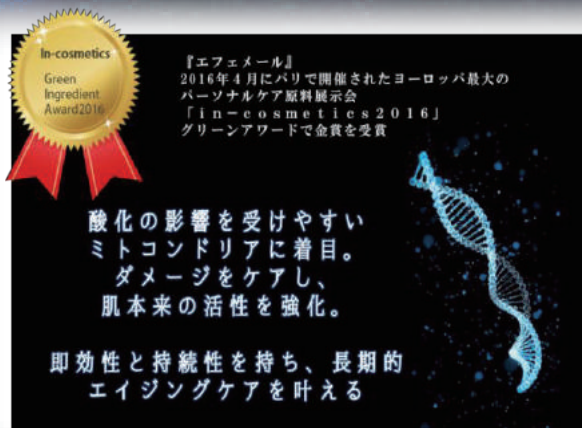 In-cosmetics
Green
Ingredient
Award2016
『エフェメール』
2016年4月にパリで開催されたヨーロッパ最大の
パーソナルケア原料展示会
「in-cosmetics2016」
グリーンアワードで金賞を受賞
酸化の影響を受けやすい
ミトコンドリアに着目。
ダメージをケアし、
肌本来の活性を強化。
即効性と持続性を持ち、長期的
エイジングケアを叶える